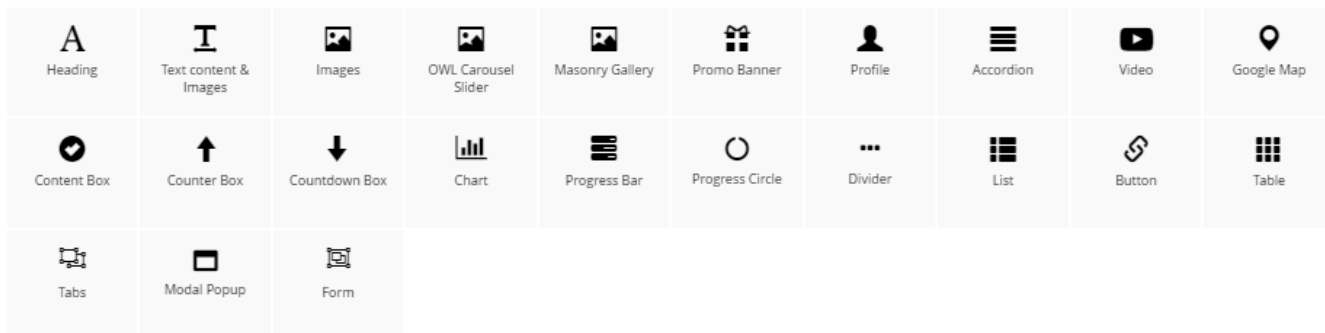 Heading
Text content &
Images
Images
OWL Carousel
Slider
Masonry Gallery
Promo Banner
Profile
Accordion
Video
Google Map
Content Box
Counter Box
Countdown Box
Chart
Progress Bar
Progress Circle
Divider
List
Button
Table
Tabs
Modal Popup
Form